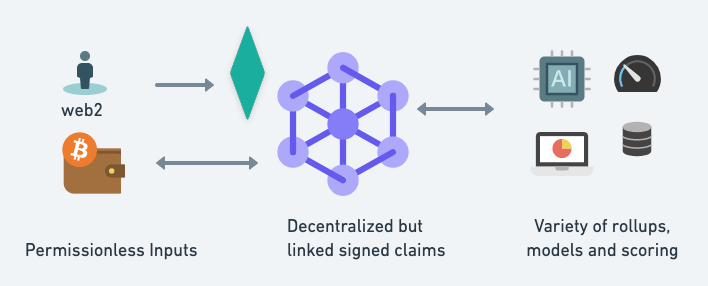 web2
AI
Permissionless Inputs
Decentralized but
linked signed claims
Variety of rollups,
models and scoring